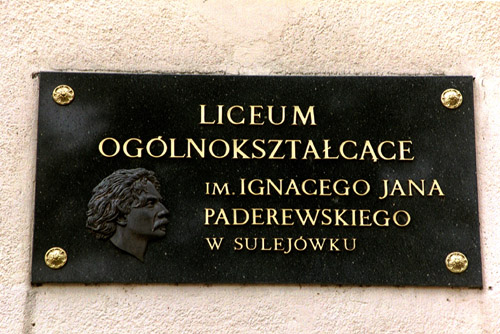 LICEUM
OGÓLNOKSZTAŁCĄCE
IM. IGNACEGO JANA
PADEREWSKIEGO
W SULEJÓWKU